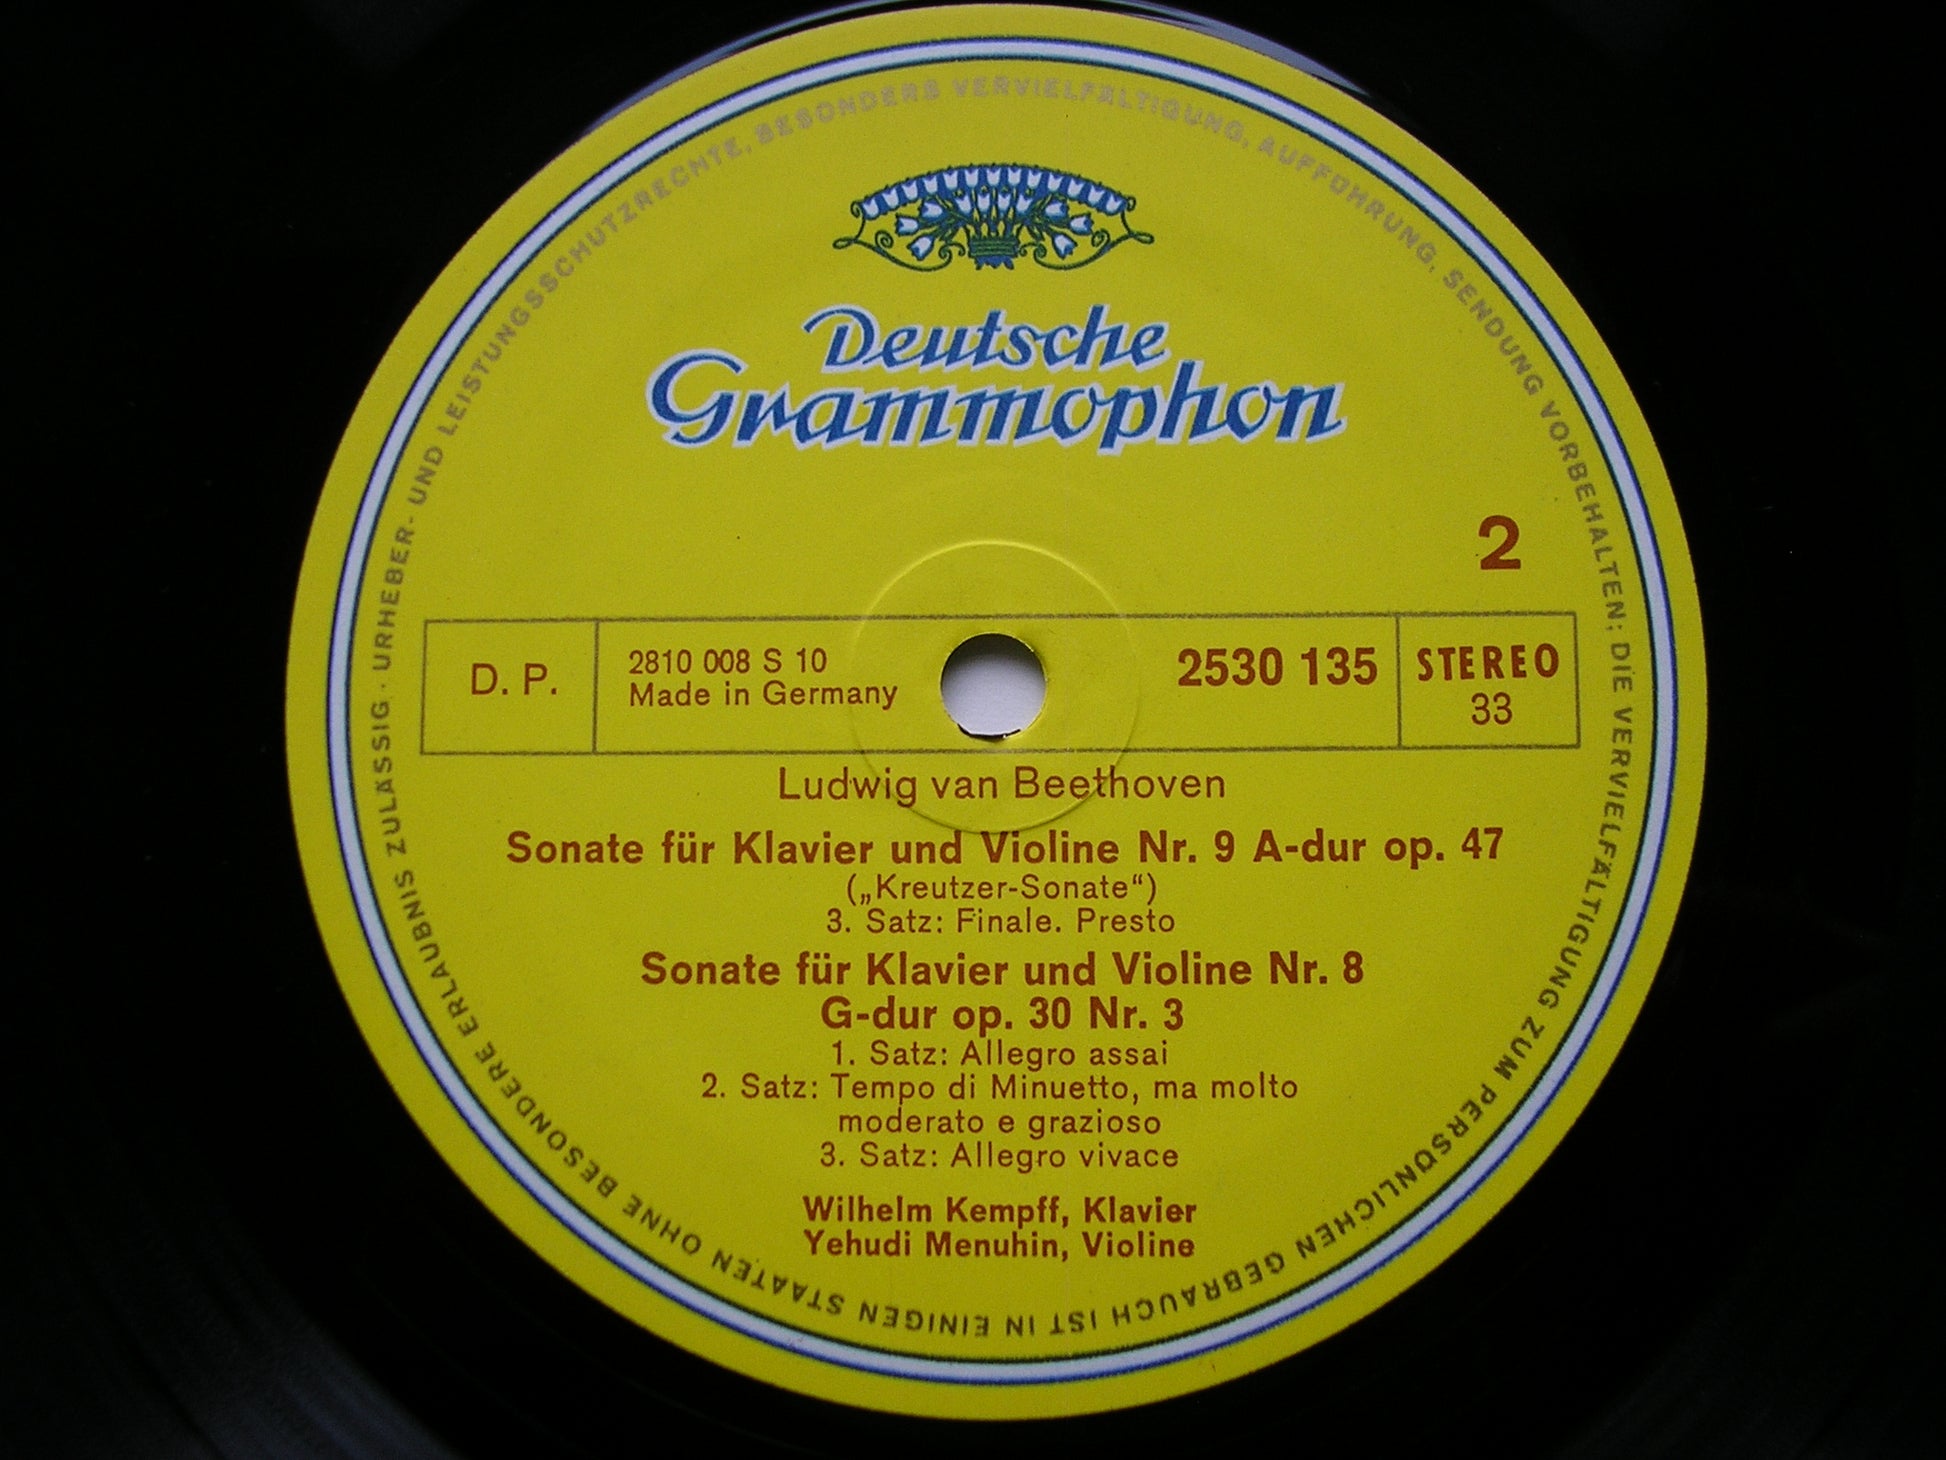 Deutsche
Grammophon
2
D. P.
2810 008 S 10
Made in Germany
2530 135
STEREO
33
Ludwig van Beethoven
Sonate für Klavier und Violine Nr. 9 A-dur op. 47
(„Kreutzer-Sonate“)
3. Satz: Finale. Presto
Sonate für Klavier und Violine Nr. 8
G-dur op. 30 Nr. 3
1. Satz: Allegro assai
2. Satz: Tempo di Minuetto, ma molto
moderato e grazioso
3. Satz: Allegro vivace
Wilhelm Kempff, Klavier
Yehudi Menuhin, Violine
URHEBER- UND LEISTUNGSSCHUTZRECHTE, BESONDERS VERVIELFÄLTIGUNG, AUFFÜHRUNG, SENDUNG VORBEHALTEN; DIE VERVIELFÄLTIGUNG ZUM PERSÖNLICHEN GEBRAUCH IST IN EINIGEN STAATEN OHNE BESONDERE ERLAUBNIS ZULÄSSIG ·